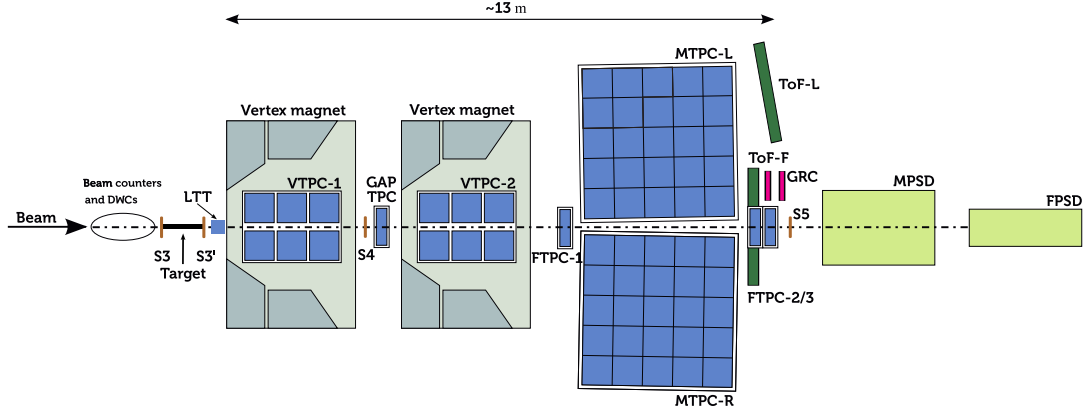 ~13 m
MTPC-L
ToF-L
Vertex magnet
Vertex magnet
ToF-F
GRC
Beam counters
and DWCs
LTT
VTPC-1
GAP
TPC
VTPC-2
MPSD
FPSD
Beam
S5
S3
S3'
Target
S4
FTPC-1
FTPC-2/3
MTPC-R